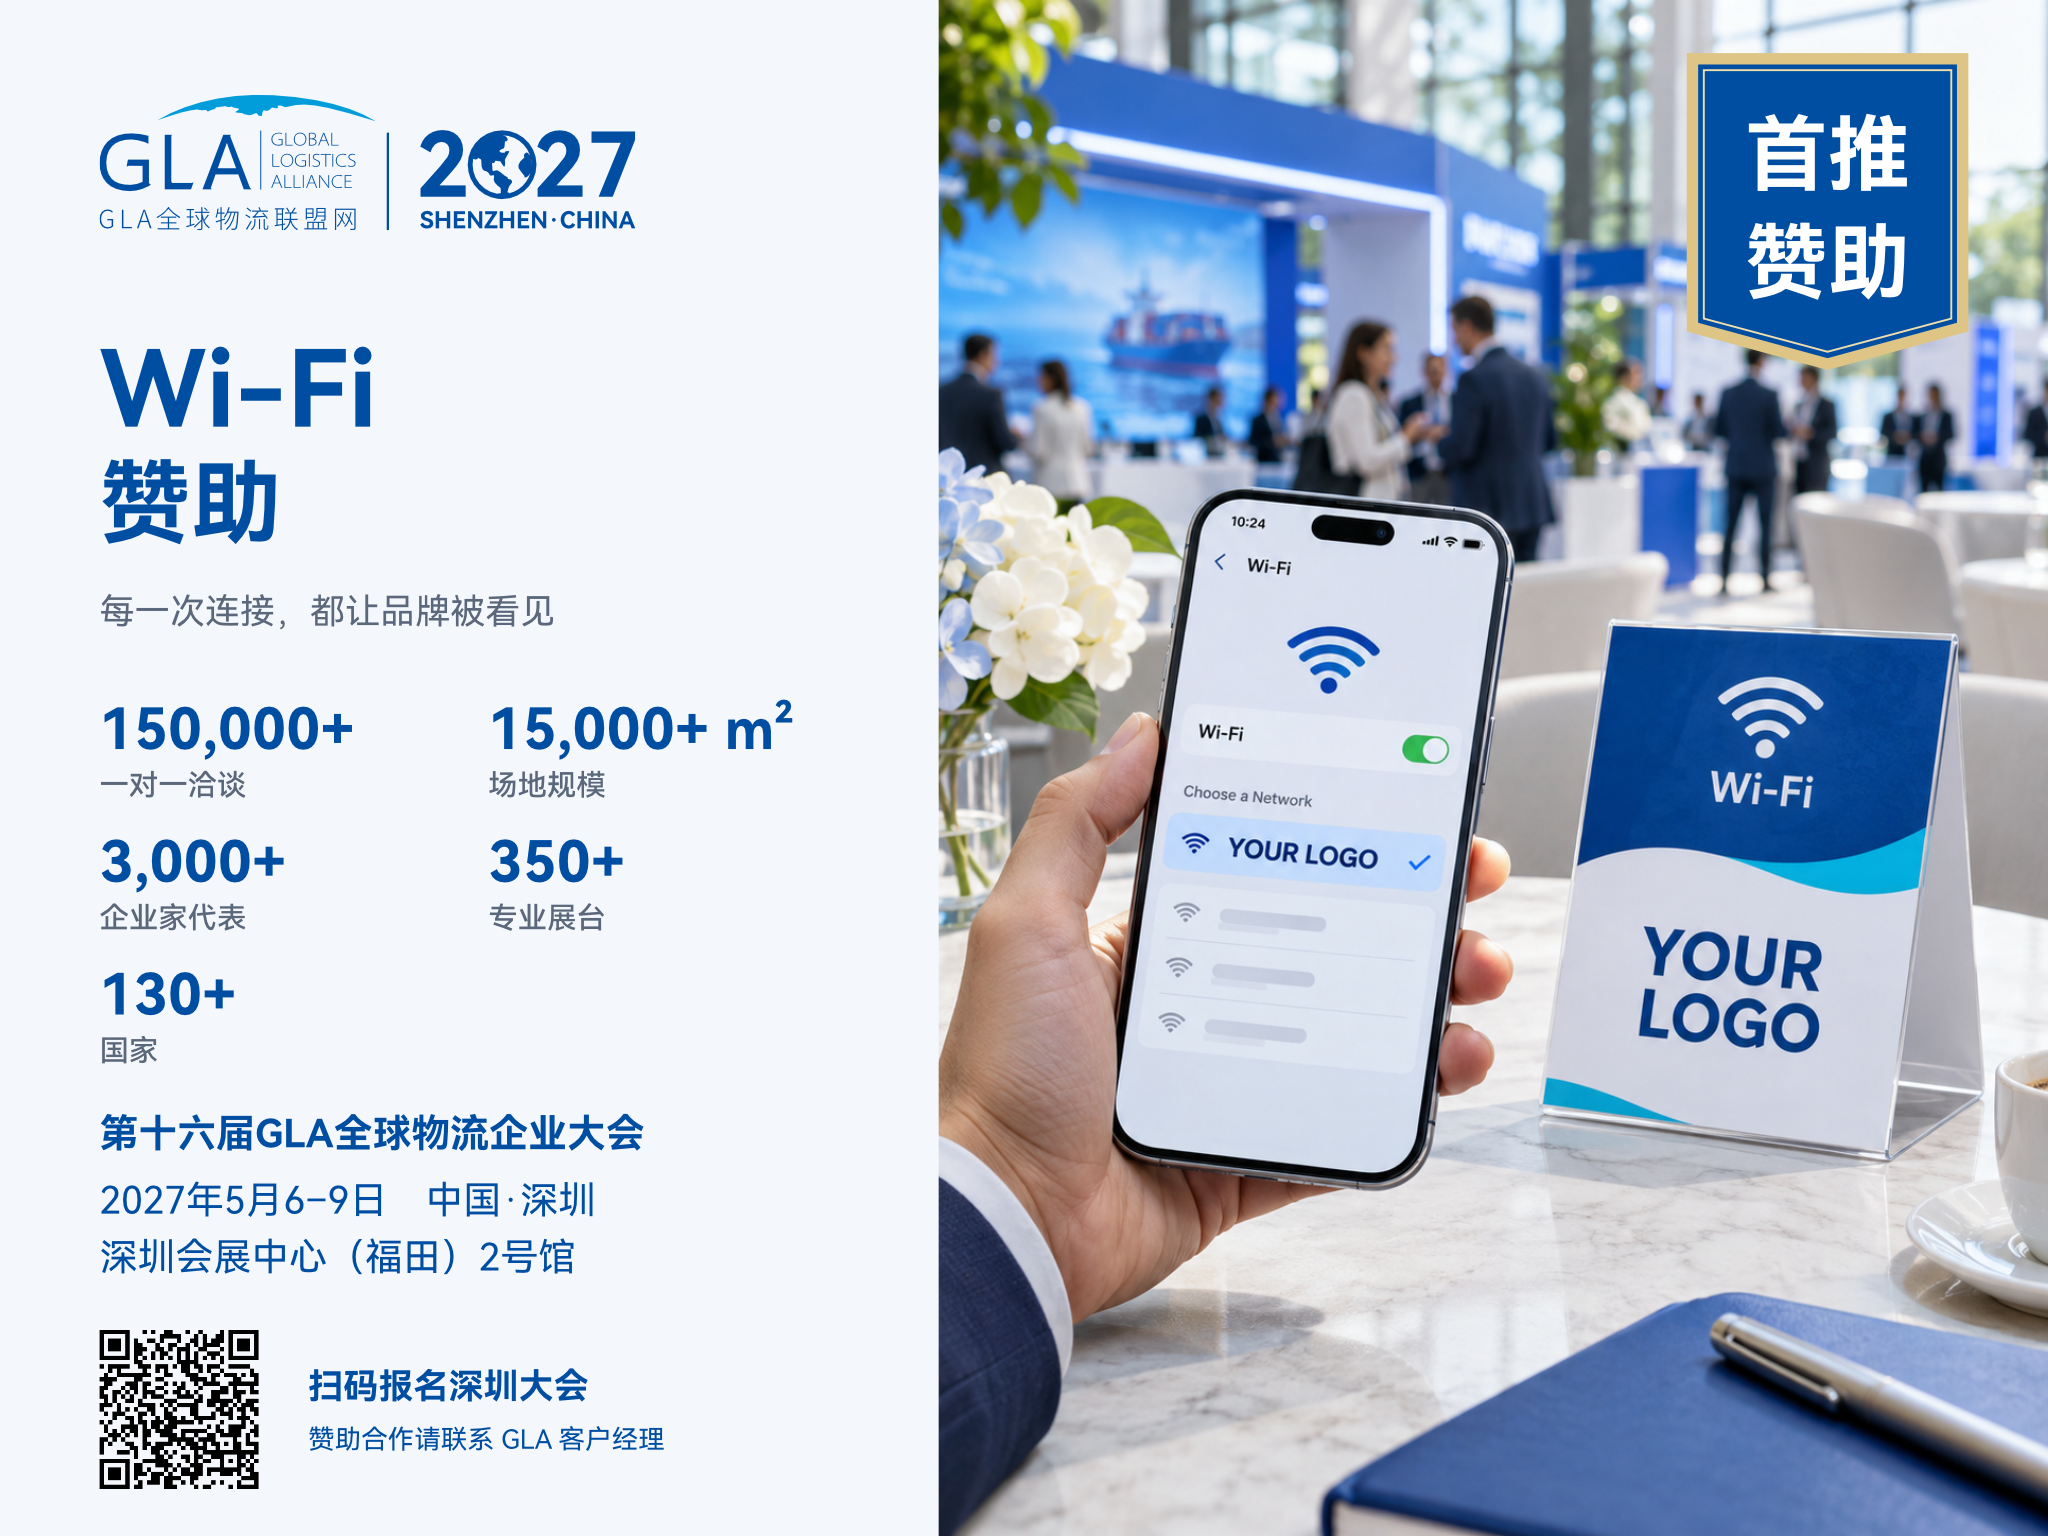 GLA
GLOBAL
LOGISTICS
ALLIANCE
GLA全球物流联盟网
2027
SHENZHEN·CHINA
Wi-Fi
赞助
每一次连接，都让品牌被看见
150,000+
一对一洽谈
15,000+ m²
场地规模
3,000+
企业家代表
350+
专业展台
130+
国家
第十六届GLA全球物流企业大会
2027年5月6-9日 中国·深圳
深圳会展中心（福田）2号馆
扫码报名深圳大会
赞助合作请联系 GLA 客户经理
首推
赞助
10:24
Wi-Fi
Wi-Fi
Choose a Network
YOUR LOGO
Wi-Fi
YOUR
LOGO